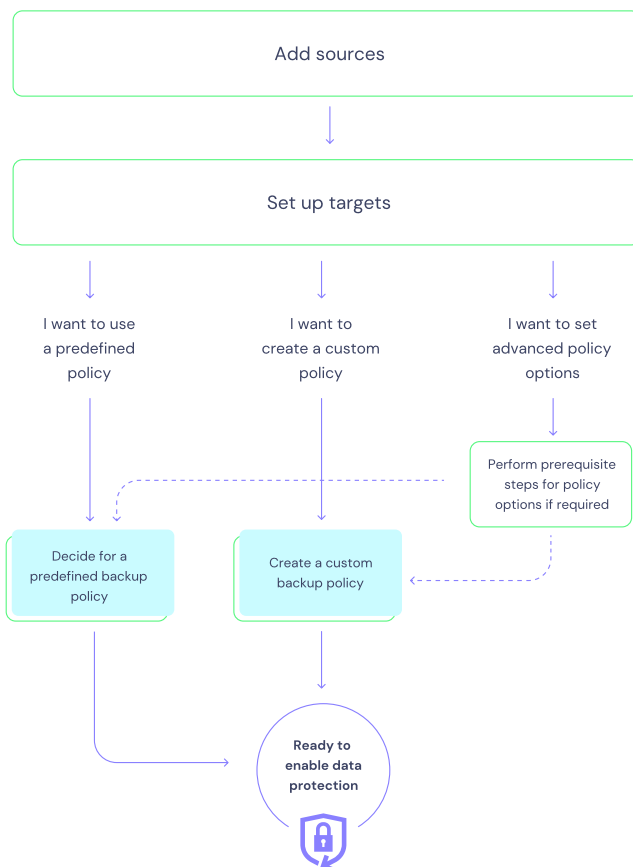 Add sources
Set up targets
I want to use
a predefined
policy
I want to
create a custom
policy
I want to set
advanced policy
options
Perform prerequisite
steps for policy
options if required
Decide for a
predefined backup
policy
Create a custom
backup policy
Ready to
enable data
protection